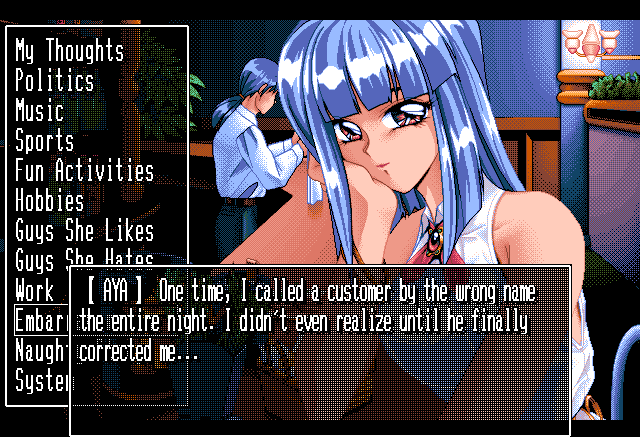 My Thoughts
Politics
Music
Sports
Fun Activities
Hobbies
Guys She Likes
Guys She Hates
Work
【 AYA 】 One time, I called a customer by the wrong name
the entire night. I didn't even realize until he finally
corrected me...